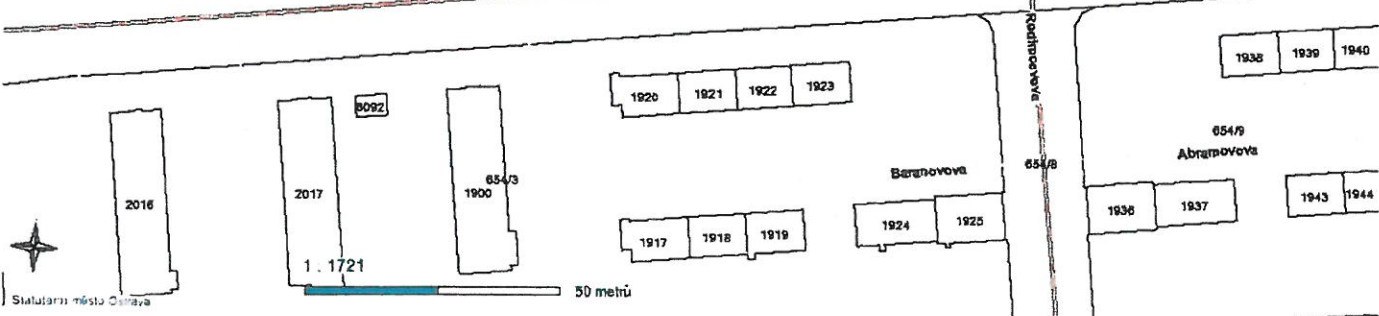 Rodimcevova
1938 1939 1940
1920 1921 1922 1923
8092
654/9
Abramovova
654/8
Baranovova
654/3
2016 2017 1900
1936 1937 1943 1944
1924 1925
1917 1918 1919
1 : 1721
50 metrů
Statutární město Ostrava